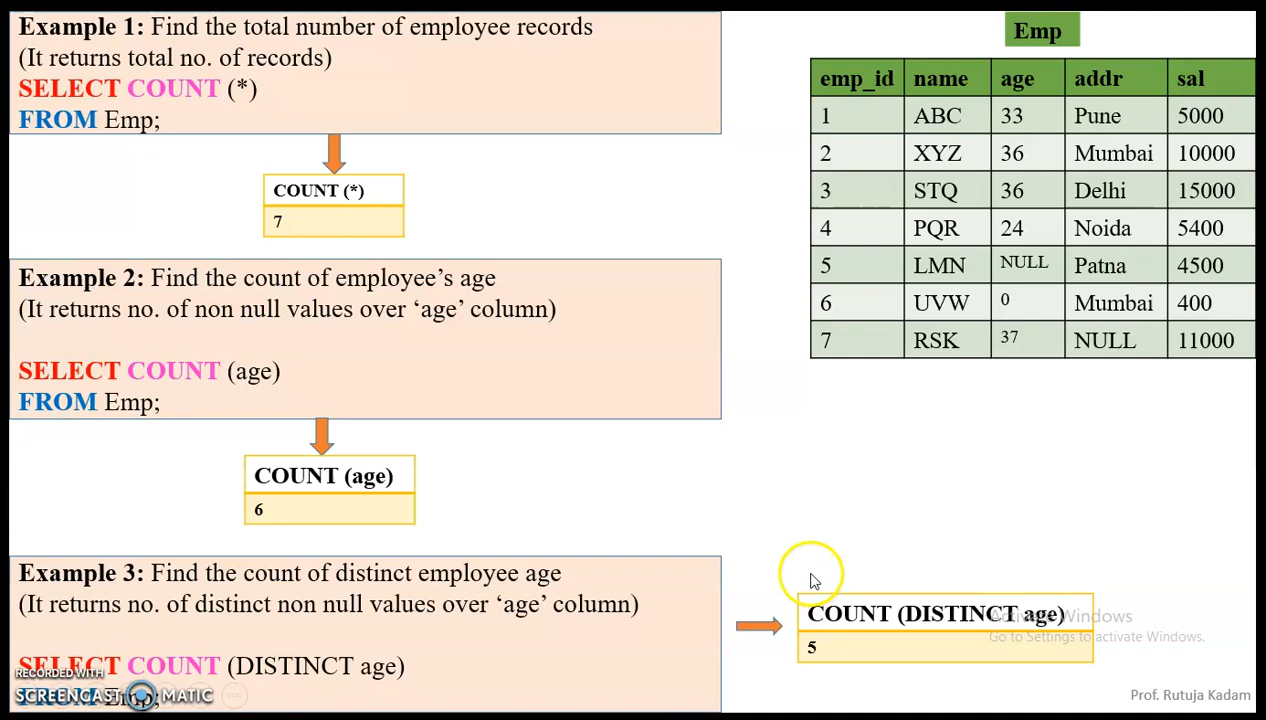 Example 1: Find the total number of employee records
(It returns total no. of records)
SELECT COUNT (*)
FROM Emp;
COUNT (*)
7
Example 2: Find the count of employee’s age
(It returns no. of non null values over ‘age’ column)
SELECT COUNT (age)
FROM Emp;
COUNT (age)
6
Example 3: Find the count of distinct employee age
(It returns no. of distinct non null values over ‘age’ column)
SELECT COUNT (DISTINCT age)
FROM Emp;
RECORDED WITH
SCREENCAST MATIC
Emp
emp_id name age addr sal
1 ABC 33 Pune 5000
2 XYZ 36 Mumbai 10000
3 STQ 36 Delhi 15000
4 PQR 24 Noida 5400
5 LMN NULL Patna 4500
6 UVW 0 Mumbai 400
7 RSK 37 NULL 11000
COUNT (DISTINCT age)
5
Activate Windows
Go to Settings to activate Windows.
Prof. Rutuja Kadam